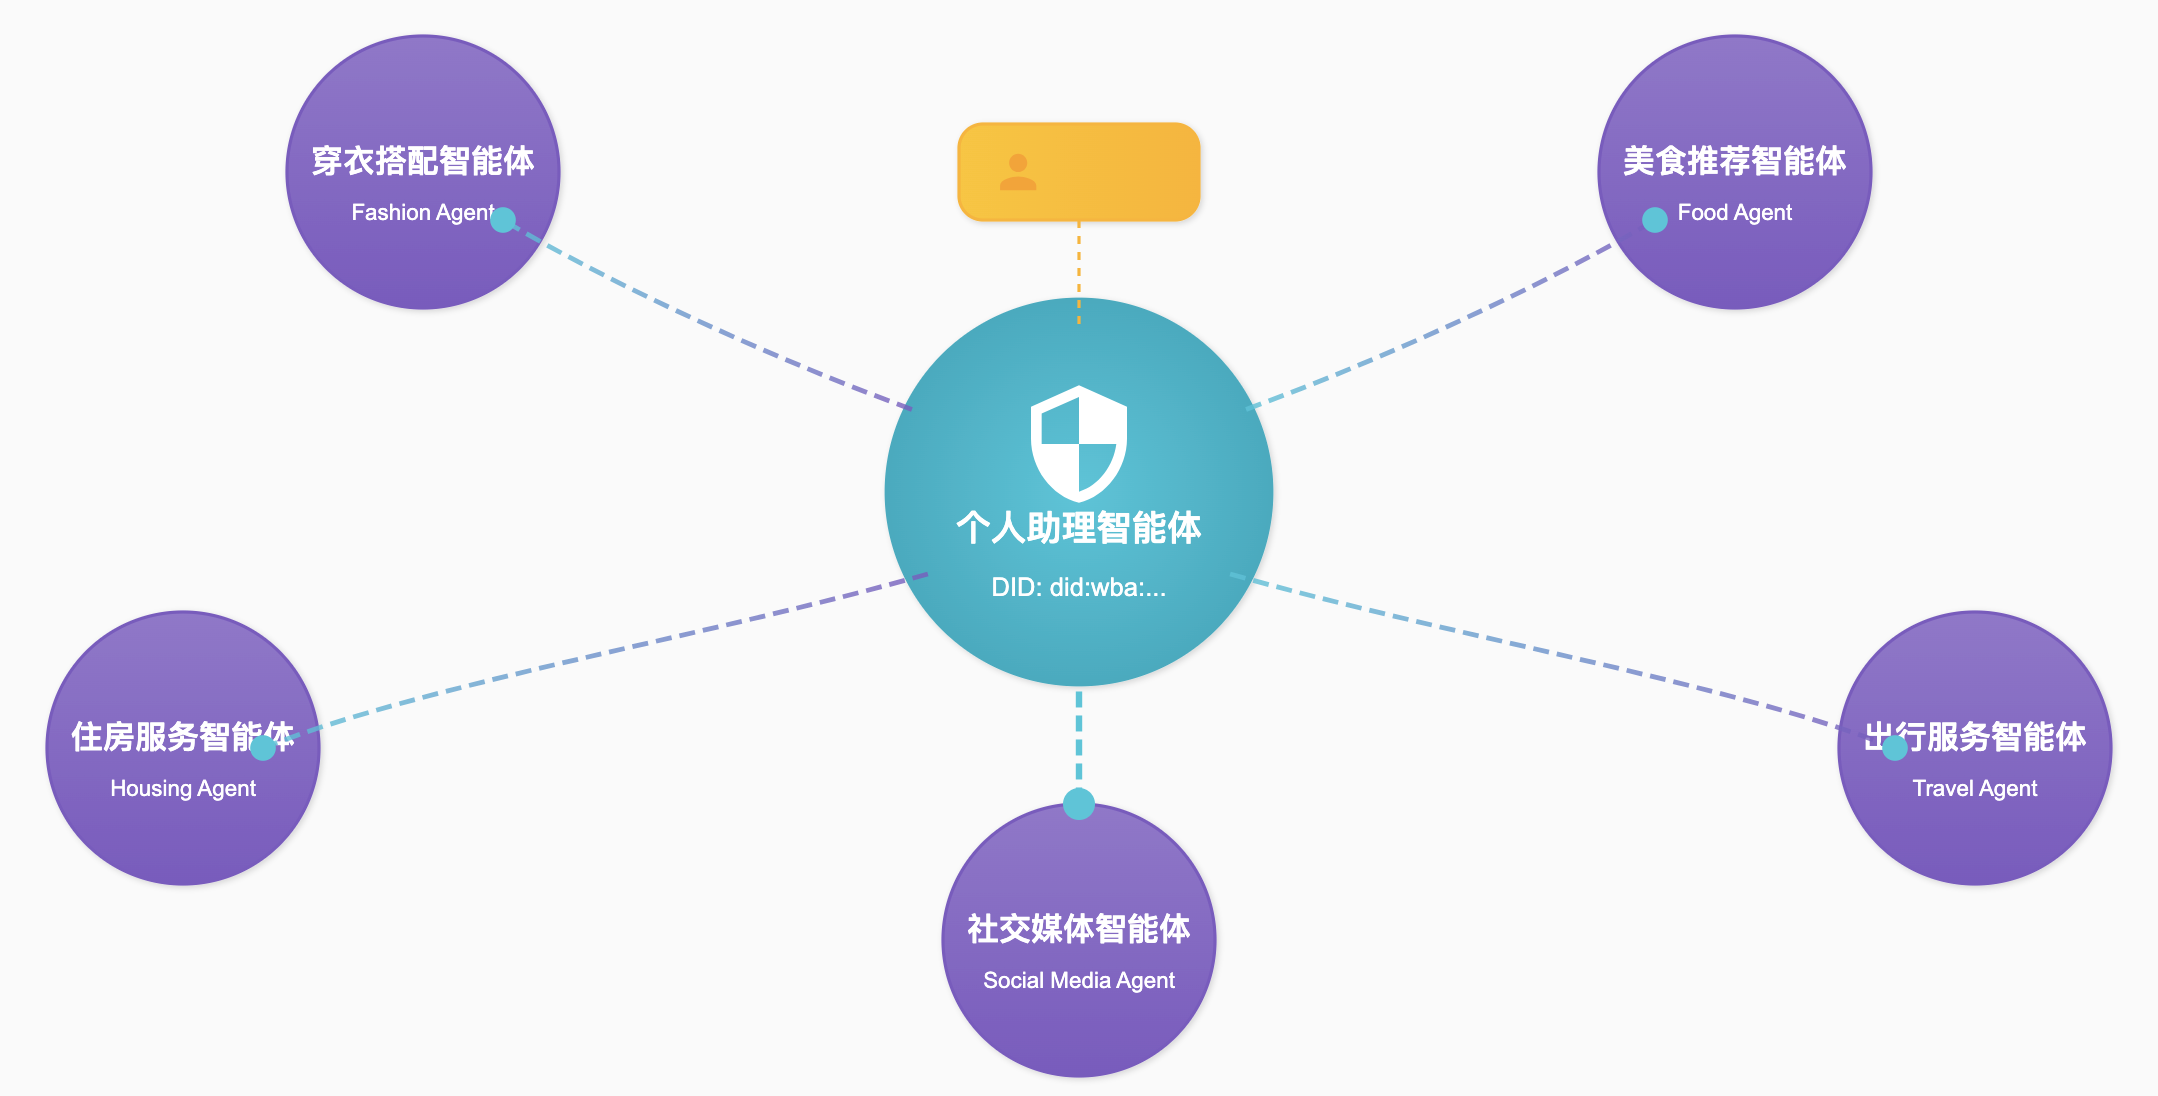 穿衣搭配智能体
Fashion Agent
美食推荐智能体
Food Agent
个人助理智能体
DID: did:wba:...
住房服务智能体
Housing Agent
出行服务智能体
Travel Agent
社交媒体智能体
Social Media Agent